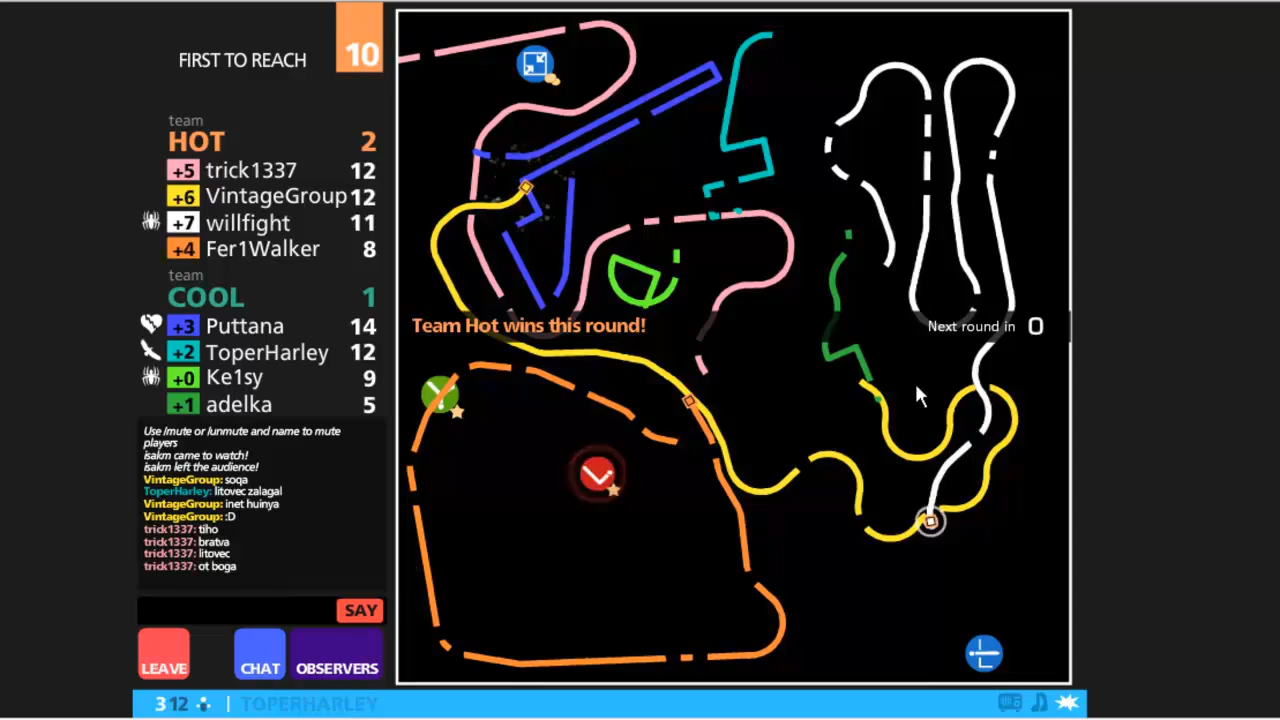 FIRST TO REACH 10
team
HOT 2
+5 trick1337 12
+6 VintageGroup 12
+7 willfight 11
+4 Fer1Walker 8
team
COOL 1
+3 Puttana 14
+2 ToperHarley 12
+0 Ke1sy 9
+1 adelka 5
Use /mute or /unmute and name to mute
players
isakm came to watch!
isakm left the audience!
VintageGroup: soqa
ToperHarley: litovec zalagal
VintageGroup: inet huinya
VintageGroup: :D
trick1337: tiho
trick1337: bratva
trick1337: litovec
trick1337: ot boga
SAY
LEAVE
CHAT
OBSERVERS
Team Hot wins this round!
Next round in 0
312 | TOPERHARLEY